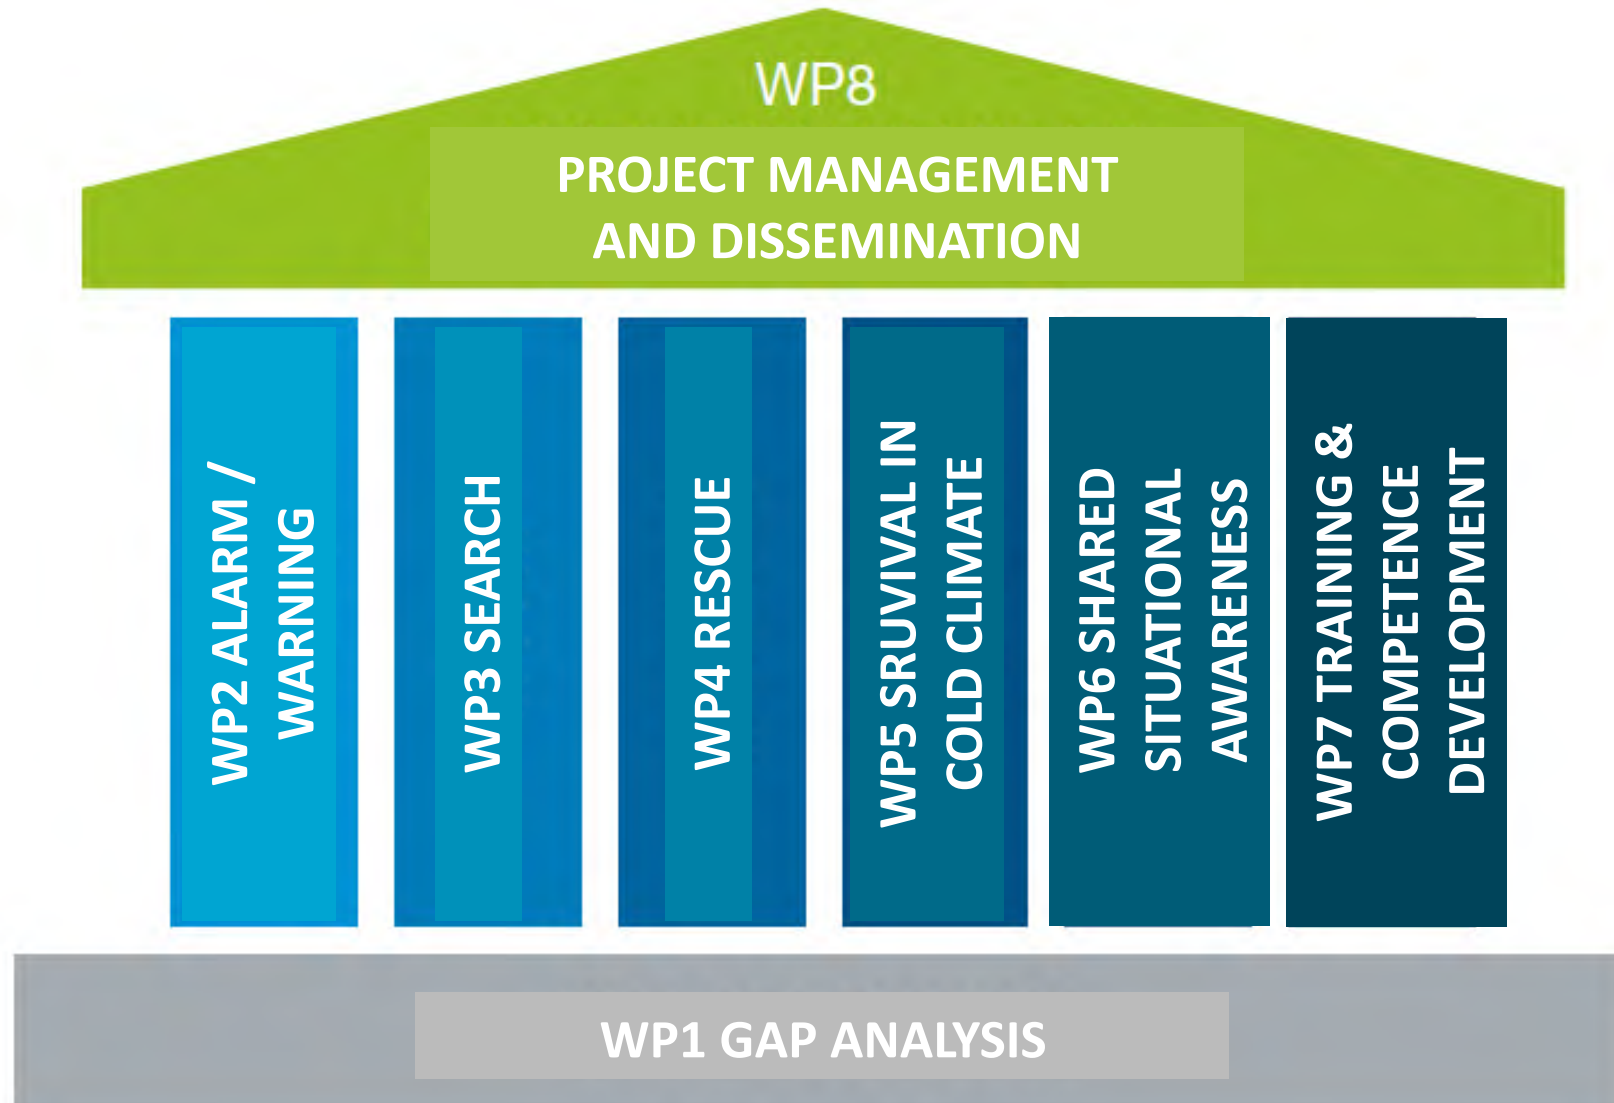 WP8
PROJECT MANAGEMENT
AND DISSEMINATION
WP2 ALARM /
WARNING
WP3 SEARCH
WP4 RESCUE
WP5 SRUVIVAL IN
COLD CLIMATE
WP6 SHARED
SITUATIONAL
AWARENESS
WP7 TRAINING &
COMPETENCE
DEVELOPMENT
WP1 GAP ANALYSIS